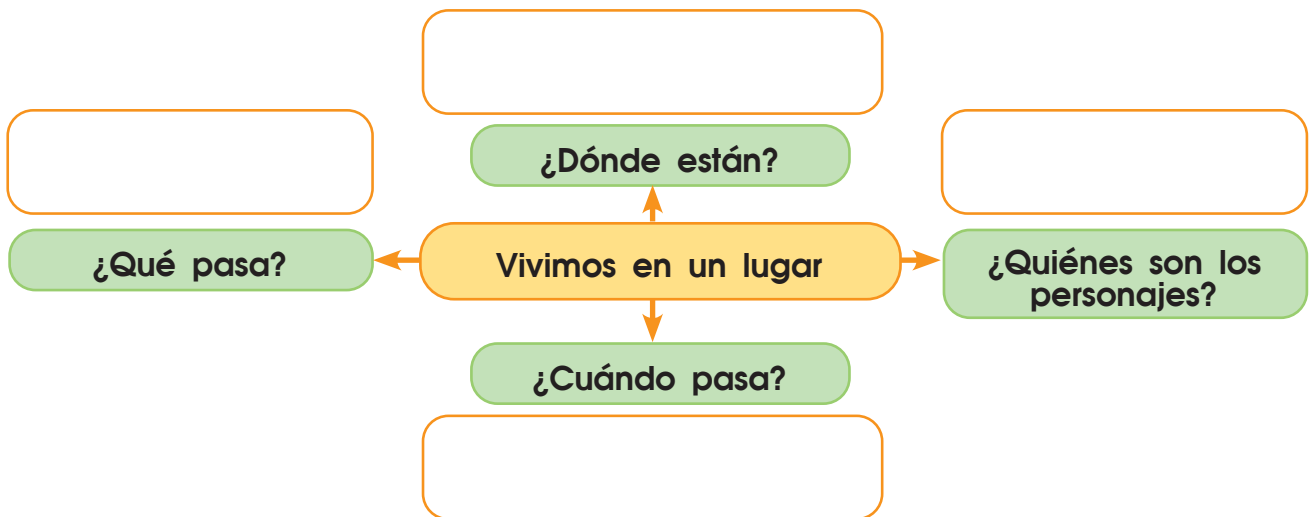 ¿Dónde están?
¿Qué pasa?
Vivimos en un lugar
¿Quiénes son los
personajes?
¿Cuándo pasa?